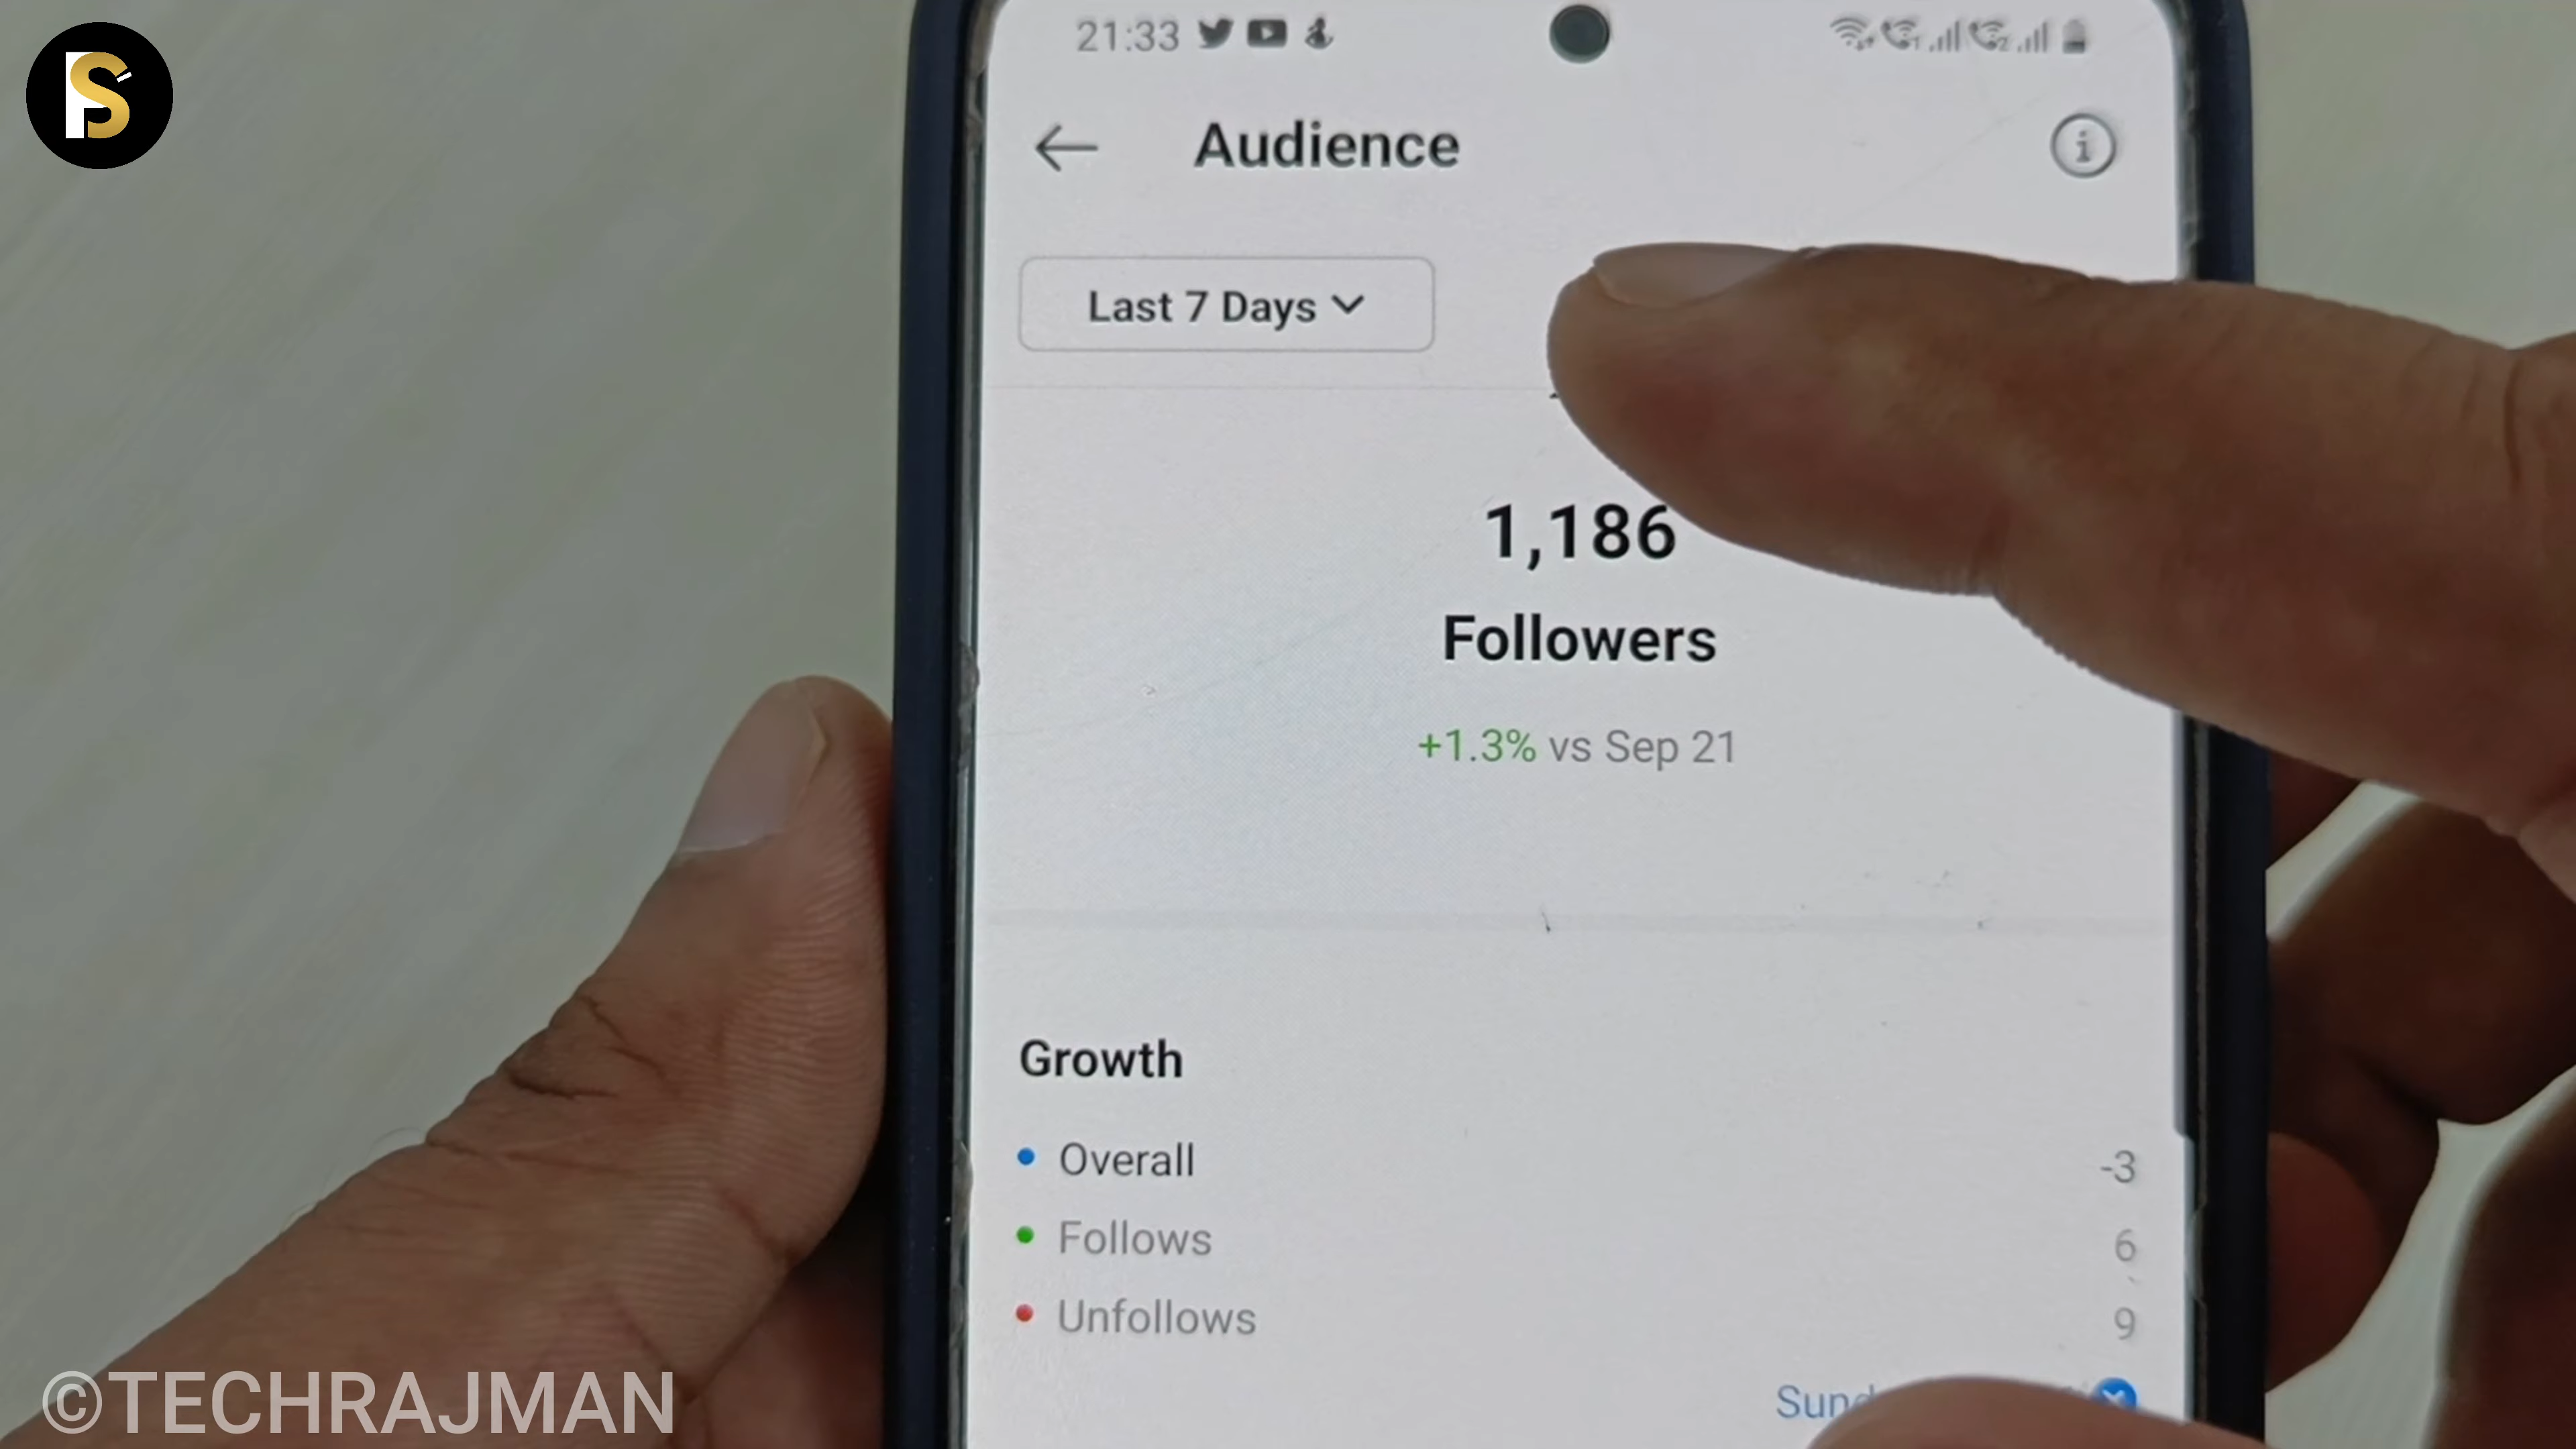 21:33
Audience
Last 7 Days
1,186
Followers
+1.3% vs Sep 21
Growth
Overall -3
Follows 6
Unfollows 9
©TECHRAJMAN